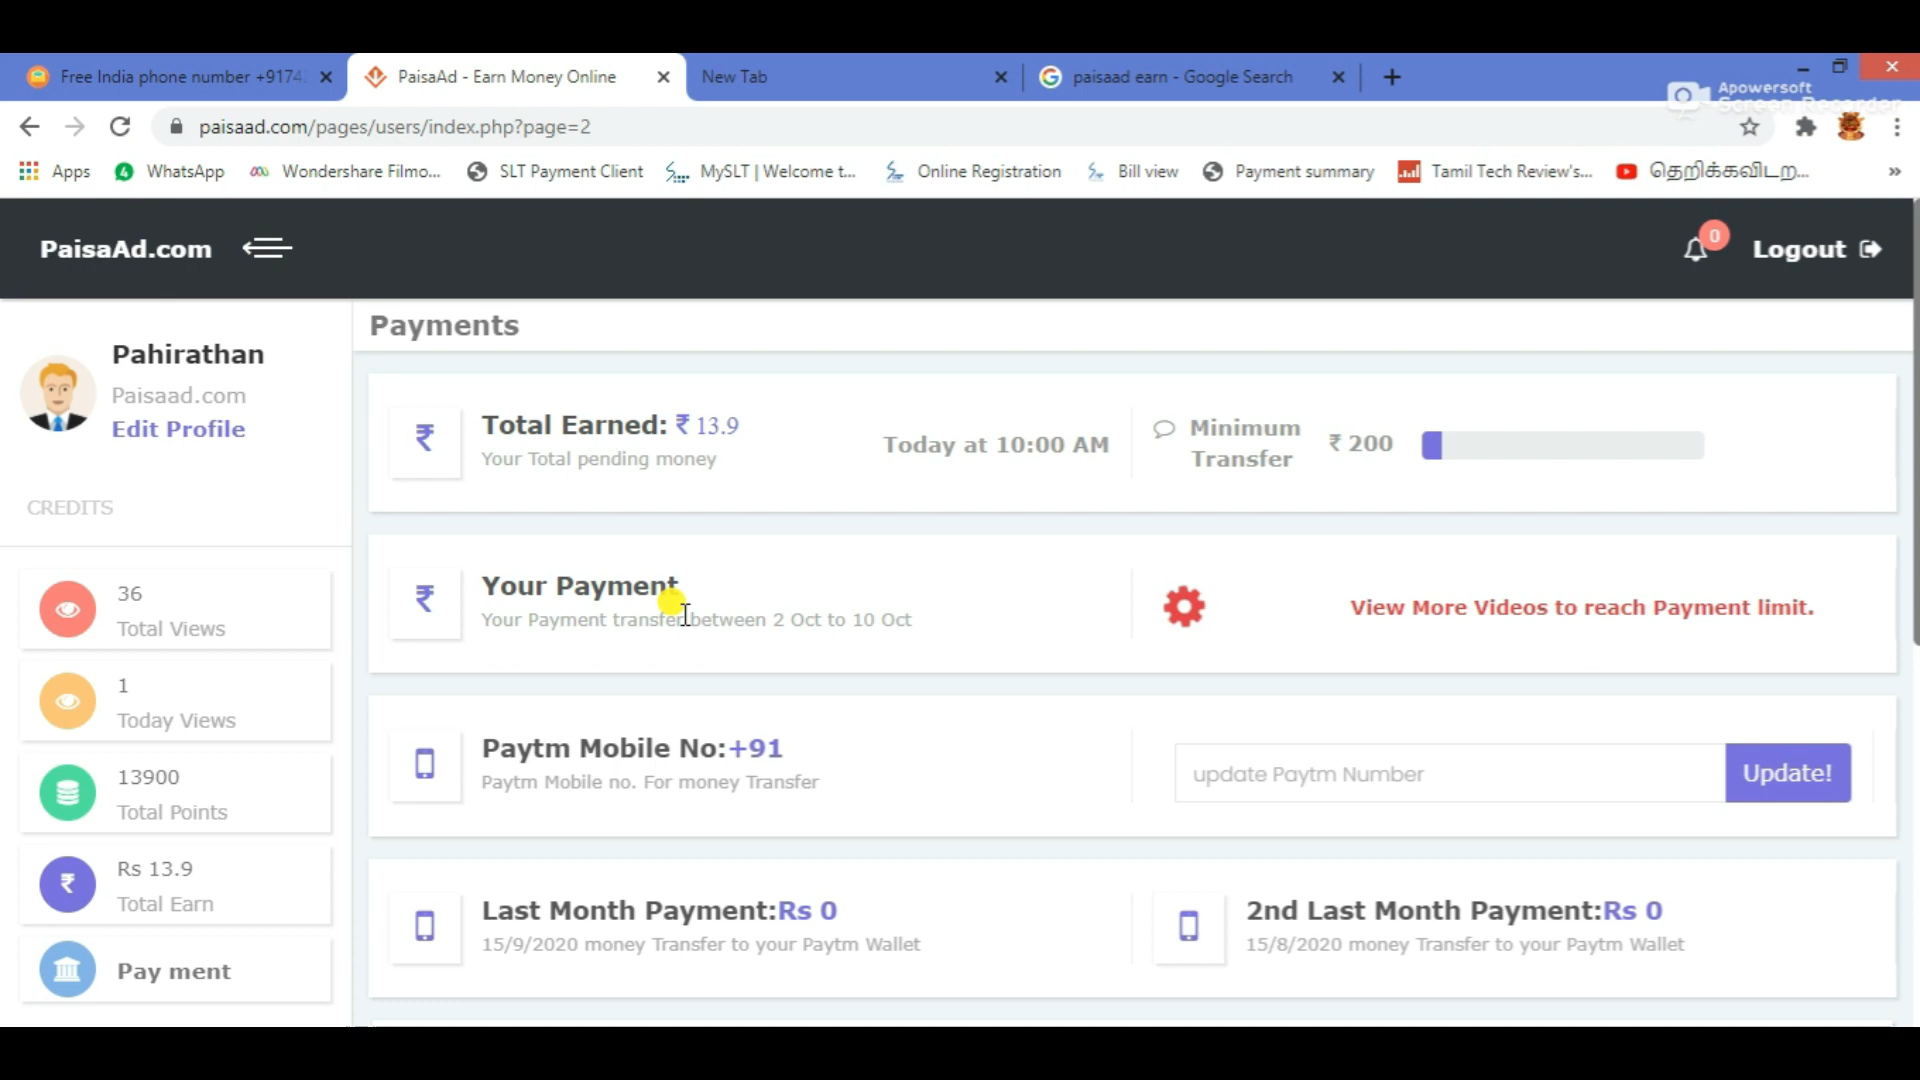 Free India phone number +9174
PaisaAd - Earn Money Online
New Tab
paisaad earn - Google Search
Apowersoft
Screen Recorder
paisaad.com/pages/users/index.php?page=2
Apps
4
WhatsApp
Wondershare Filmo...
SLT Payment Client
MySLT | Welcome t...
Online Registration
Bill view
Payment summary
Tamil Tech Review's...
தெறிக்கவிடற...
PaisaAd.com
0
Logout
Pahirathan
Paisaad.com
Edit Profile
CREDITS
36
Total Views
1
Today Views
13900
Total Points
Rs 13.9
Total Earn
Pay ment
Payments
Total Earned: ₹ 13.9
Your Total pending money
Today at 10:00 AM
Minimum
Transfer
₹ 200
Your Payment
Your Payment transfer between 2 Oct to 10 Oct
View More Videos to reach Payment limit.
Paytm Mobile No:+91
Paytm Mobile no. For money Transfer
update Paytm Number
Update!
Last Month Payment:Rs 0
15/9/2020 money Transfer to your Paytm Wallet
2nd Last Month Payment:Rs 0
15/8/2020 money Transfer to your Paytm Wallet